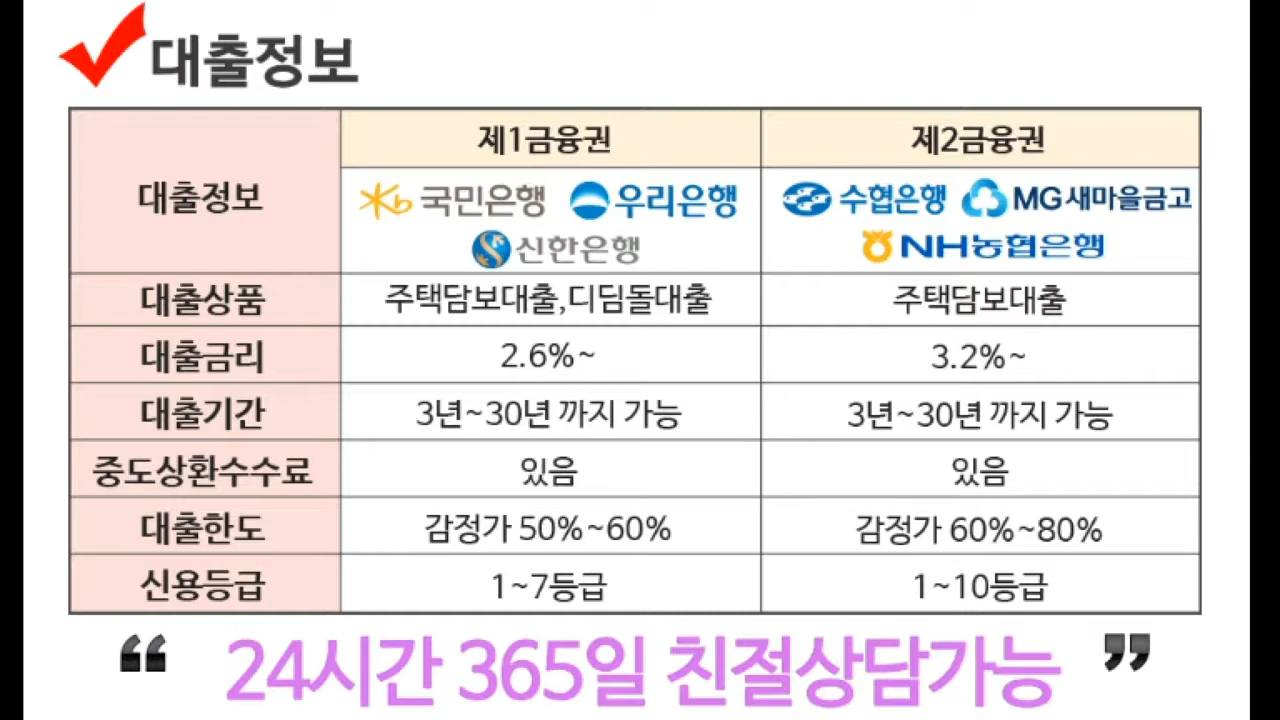 대출정보
대출정보
제1금융권
제2금융권
Kb 국민은행 우리은행
신한은행
수협은행 MG새마을금고
NH농협은행
대출상품 주택담보대출,디딤돌대출 주택담보대출
대출금리 2.6%~ 3.2%~
대출기간 3년~30년 까지 가능 3년~30년 까지 가능
중도상환수수료 있음 있음
대출한도 감정가 50%~60% 감정가 60%~80%
신용등급 1~7등급 1~10등급
“ 24시간 365일 친절상담가능 ”